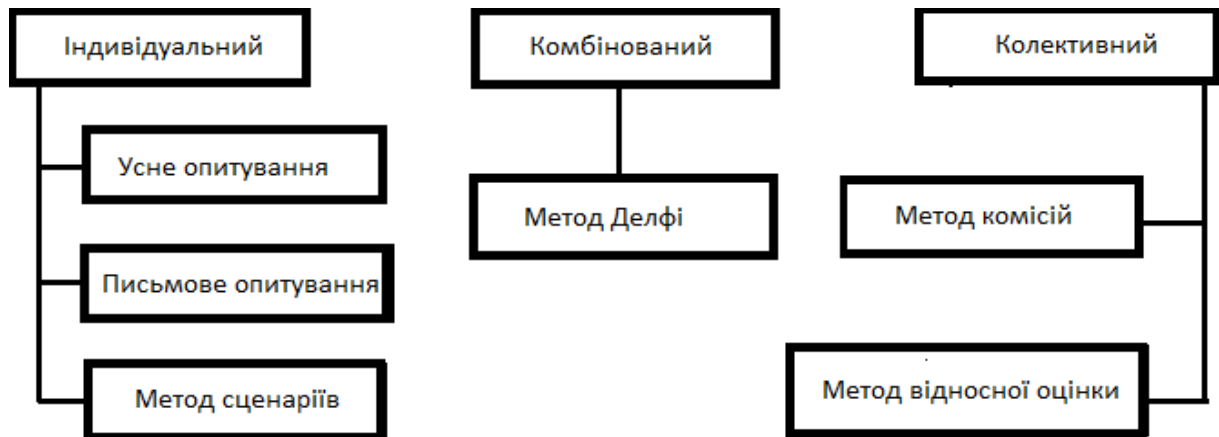 Індивідуальний
Усне опитування
Письмове опитування
Метод сценаріїв
Комбінований
Метод Делфі
Колективний
Метод комісій
Метод відносної оцінки